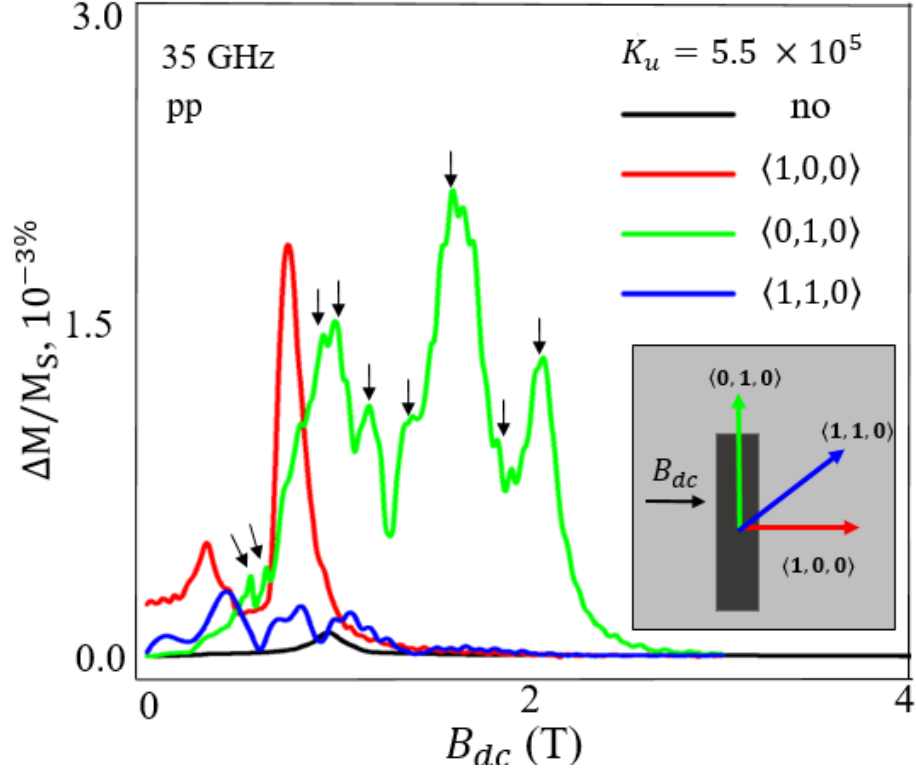 3.0
35 GHz
pp
K_u = 5.5 × 10⁵
no
⟨1,0,0⟩
⟨0,1,0⟩
⟨1,1,0⟩
ΔM/M_S, 10⁻³%
1.5
⟨0, 1, 0⟩
⟨1, 1, 0⟩
B_dc
⟨1, 0, 0⟩
0.0
0
2
4
B_dc (T)